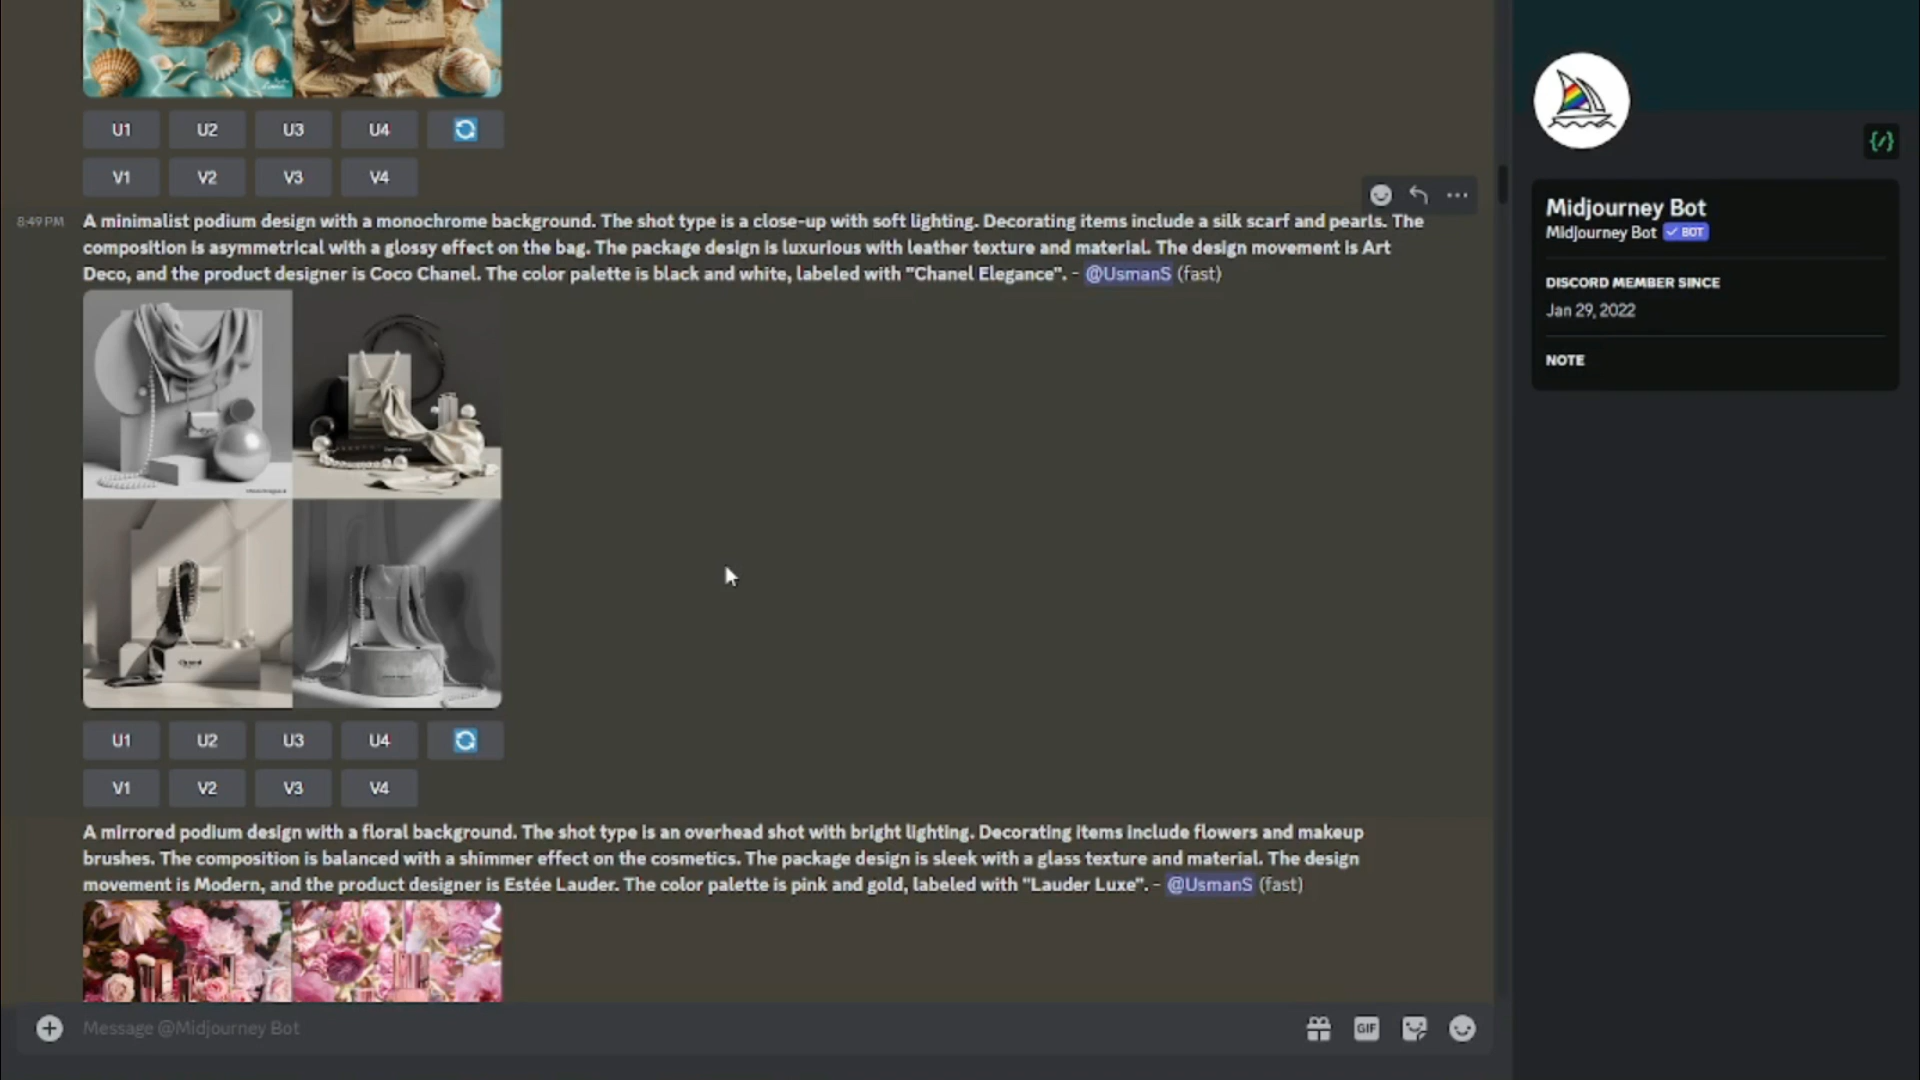 Summer
U1 U2 U3 U4
V1 V2 V3 V4
8:49 PM A minimalist podium design with a monochrome background. The shot type is a close-up with soft lighting. Decorating items include a silk scarf and pearls. The
composition is asymmetrical with a glossy effect on the bag. The package design is luxurious with leather texture and material. The design movement is Art
Deco, and the product designer is Coco Chanel. The color palette is black and white, labeled with "Chanel Elegance". - @UsmanS (fast)
U1 U2 U3 U4
V1 V2 V3 V4
A mirrored podium design with a floral background. The shot type is an overhead shot with bright lighting. Decorating items include flowers and makeup
brushes. The composition is balanced with a shimmer effect on the cosmetics. The package design is sleek with a glass texture and material. The design
movement is Modern, and the product designer is Estée Lauder. The color palette is pink and gold, labeled with "Lauder Luxe". - @UsmanS (fast)
Message @Midjourney Bot
GIF
Midjourney Bot
Midjourney Bot ✓ BOT
DISCORD MEMBER SINCE
Jan 29, 2022
NOTE